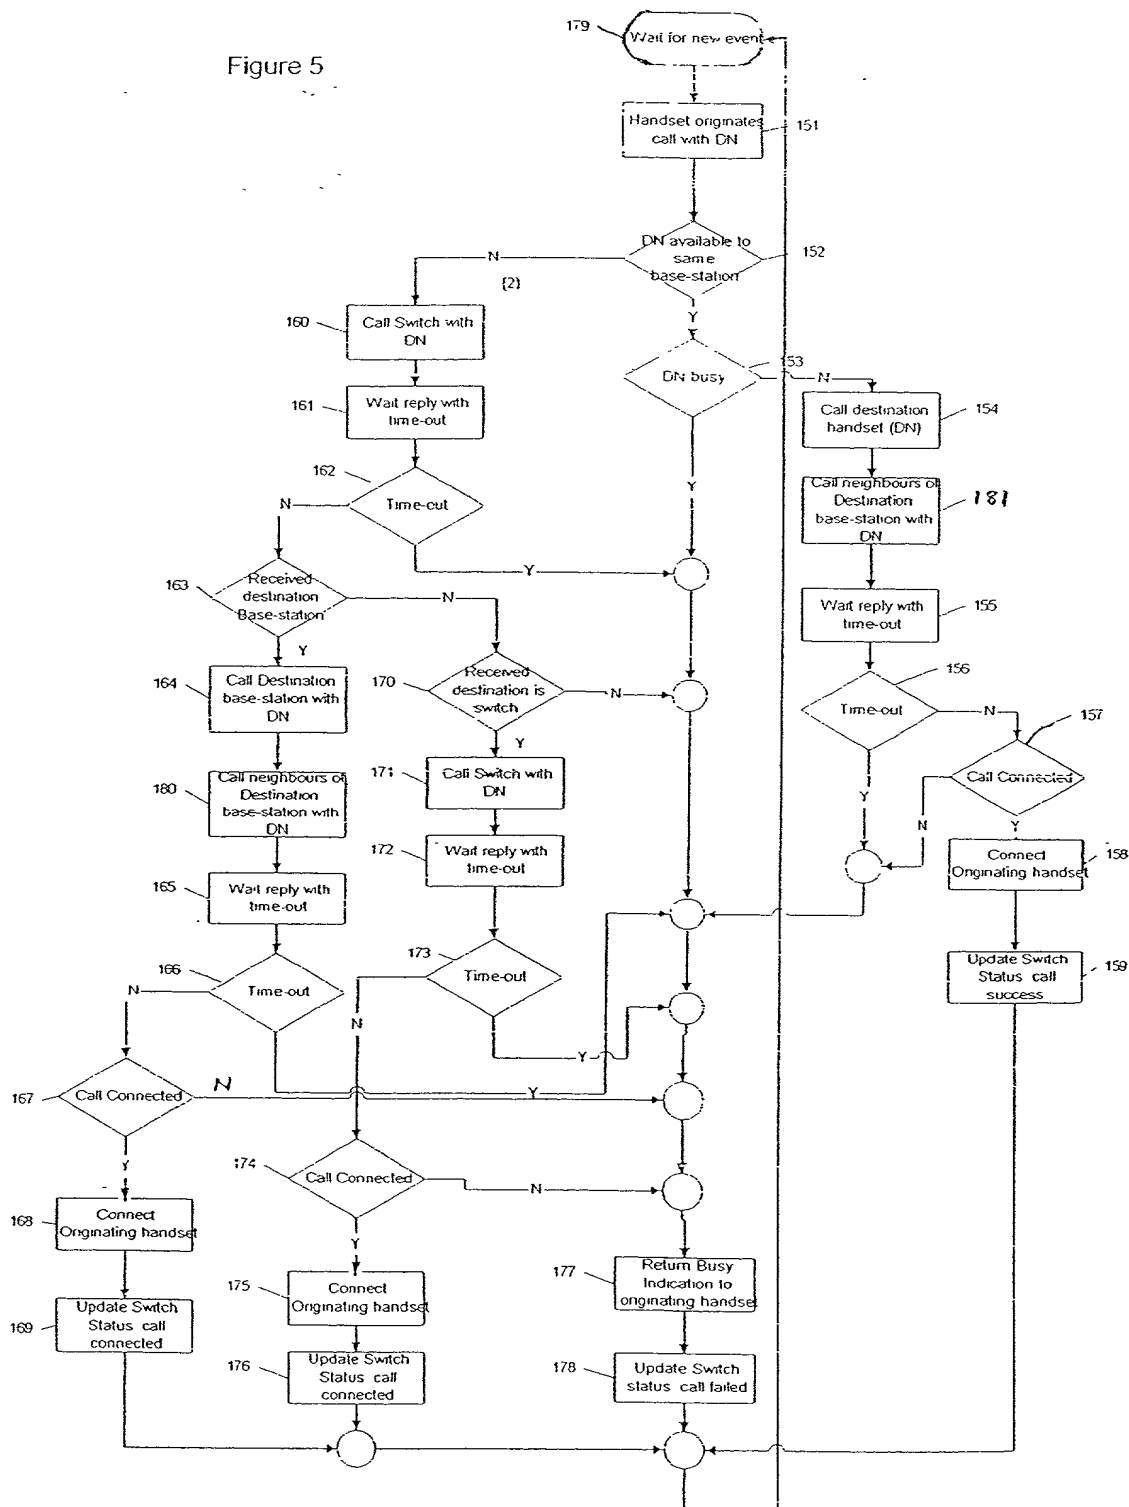 Figure 5
179
Wait for new event
Handset originates
call with DN
151
DN available to
same
base-station
152
N
{2}
Y
160
Call Switch with
DN
DN busy
153
N
161
Wait reply with
time-out
Call destination
handset (DN)
154
162
Time-out
N
Y
Y
Call neighbours of
Destination
base-station with
DN
181
163
Received
destination
Base-station
N
Y
Wait reply with
time-out
155
164
Call Destination
base-station with
DN
170
Received
destination is
switch
N
Y
156
Time-out
N
Y
157
Call Connected
N
Y
180
Call neighbours of
Destination
base-station with
DN
171
Call Switch with
DN
172
Wait reply with
time-out
Connect
Originating handset
158
165
Wait reply with
time-out
166
Time-out
N
Y
173
Time-out
N
Y
Update Switch
Status call
success
159
167
Call Connected
N
Y
174
Call Connected
N
Y
168
Connect
Originating handset
175
Connect
Originating handset
177
Return Busy
Indication to
originating handset
169
Update Switch
Status call
connected
176
Update Switch
Status call
connected
178
Update Switch
status call failed